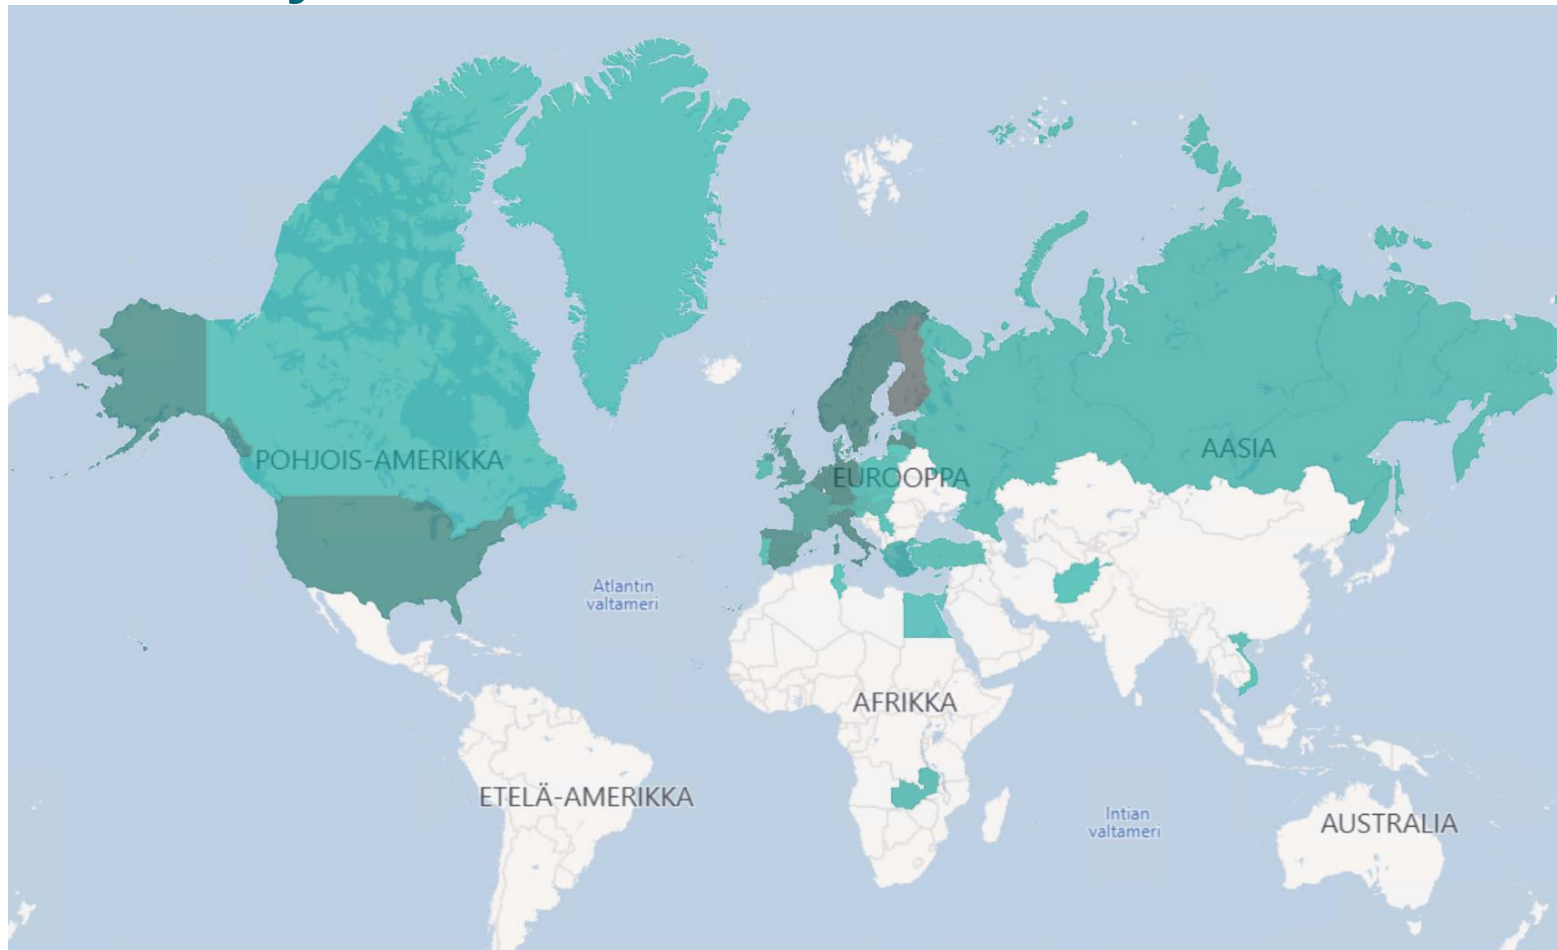 POHJOIS-AMERIKKA
AASIA
EUROOPPA
Atlantin
valtameri
AFRIKKA
ETELÄ-AMERIKKA
Intian
valtameri
AUSTRALIA